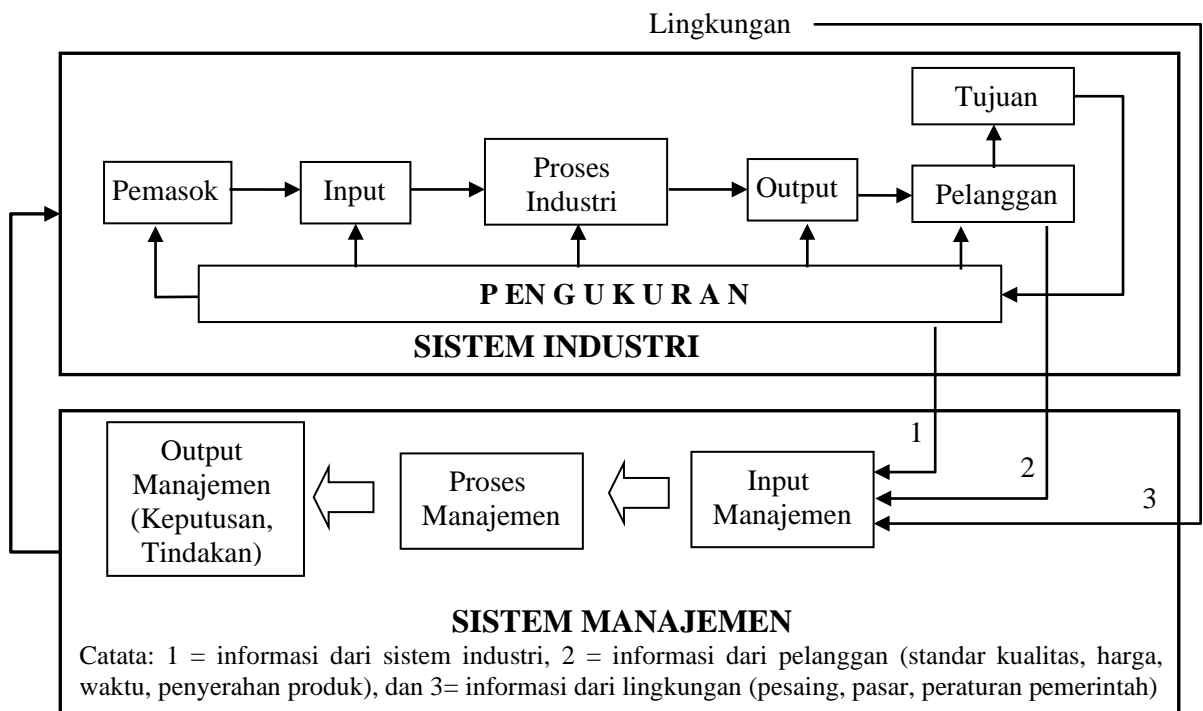 Lingkungan
Tujuan
Pemasok
Input
Proses
Industri
Output
Pelanggan
P EN G U K U R A N
SISTEM INDUSTRI
1
2
3
Output
Manajemen
(Keputusan,
Tindakan)
Proses
Manajemen
Input
Manajemen
SISTEM MANAJEMEN
Catata: 1 = informasi dari sistem industri, 2 = informasi dari pelanggan (standar kualitas, harga,
waktu, penyerahan produk), dan 3= informasi dari lingkungan (pesaing, pasar, peraturan pemerintah)